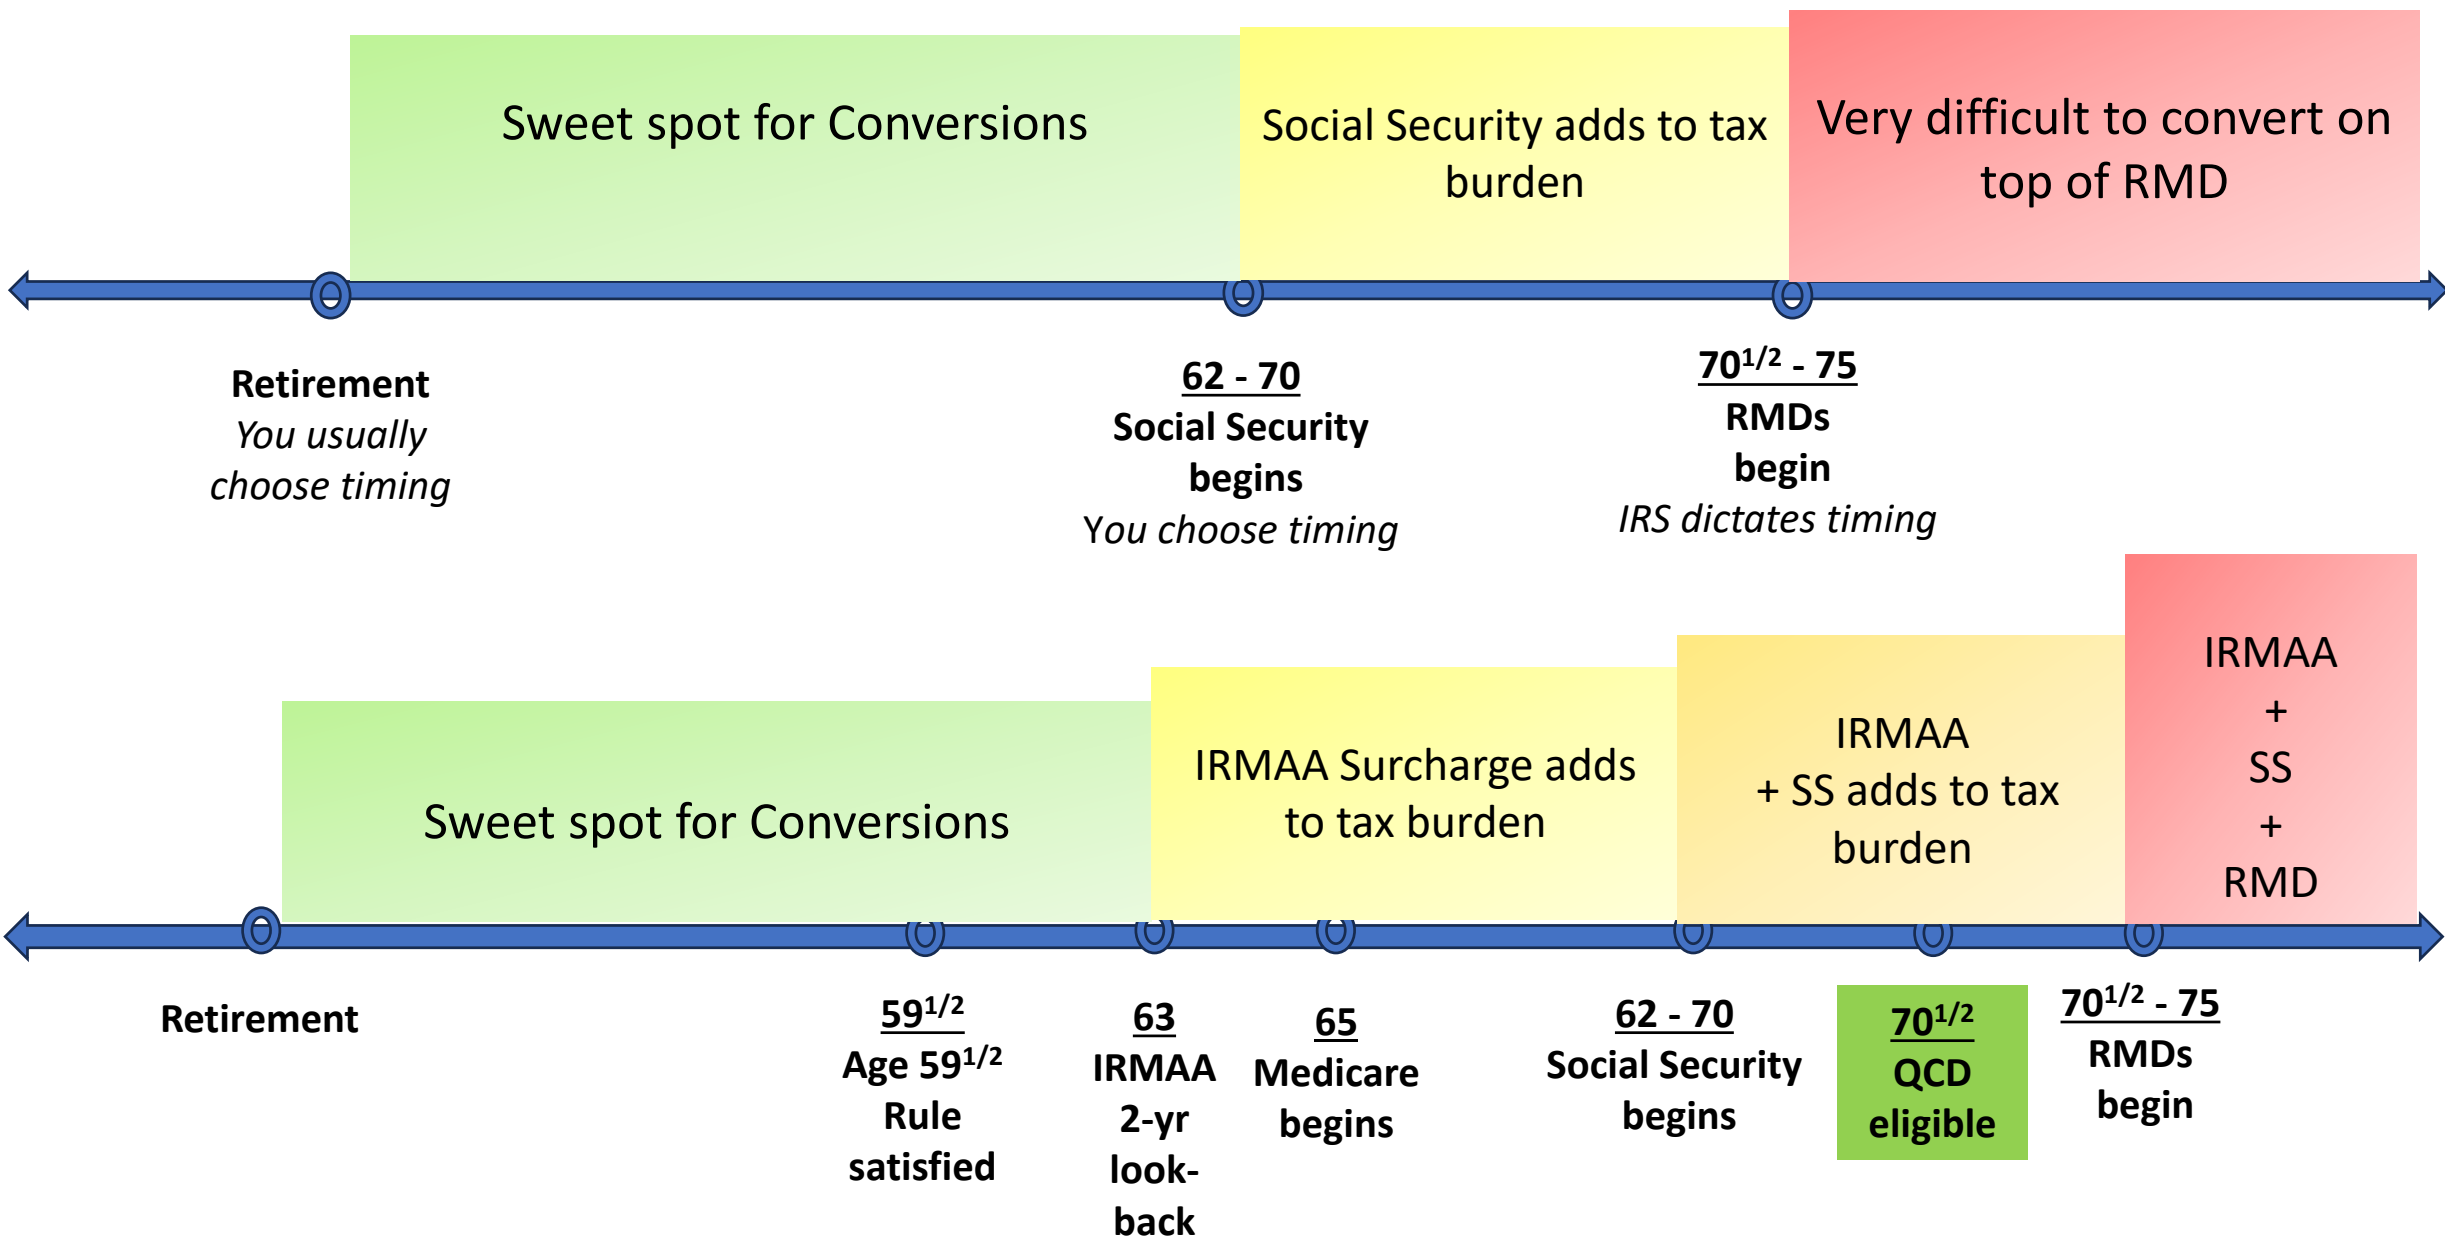 Sweet spot for Conversions
Social Security adds to tax
burden
Very difficult to convert on
top of RMD
Retirement
You usually
choose timing
62 - 70
Social Security
begins
You choose timing
70 1/2 - 75
RMDs
begin
IRS dictates timing
Sweet spot for Conversions
IRMAA Surcharge adds
to tax burden
IRMAA
+ SS adds to tax
burden
IRMAA
+
SS
+
RMD
Retirement
59 1/2
Age 59 1/2
Rule
satisfied
63
IRMAA
2-yr
look-
back
65
Medicare
begins
62 - 70
Social Security
begins
70 1/2
QCD
eligible
70 1/2 - 75
RMDs
begin